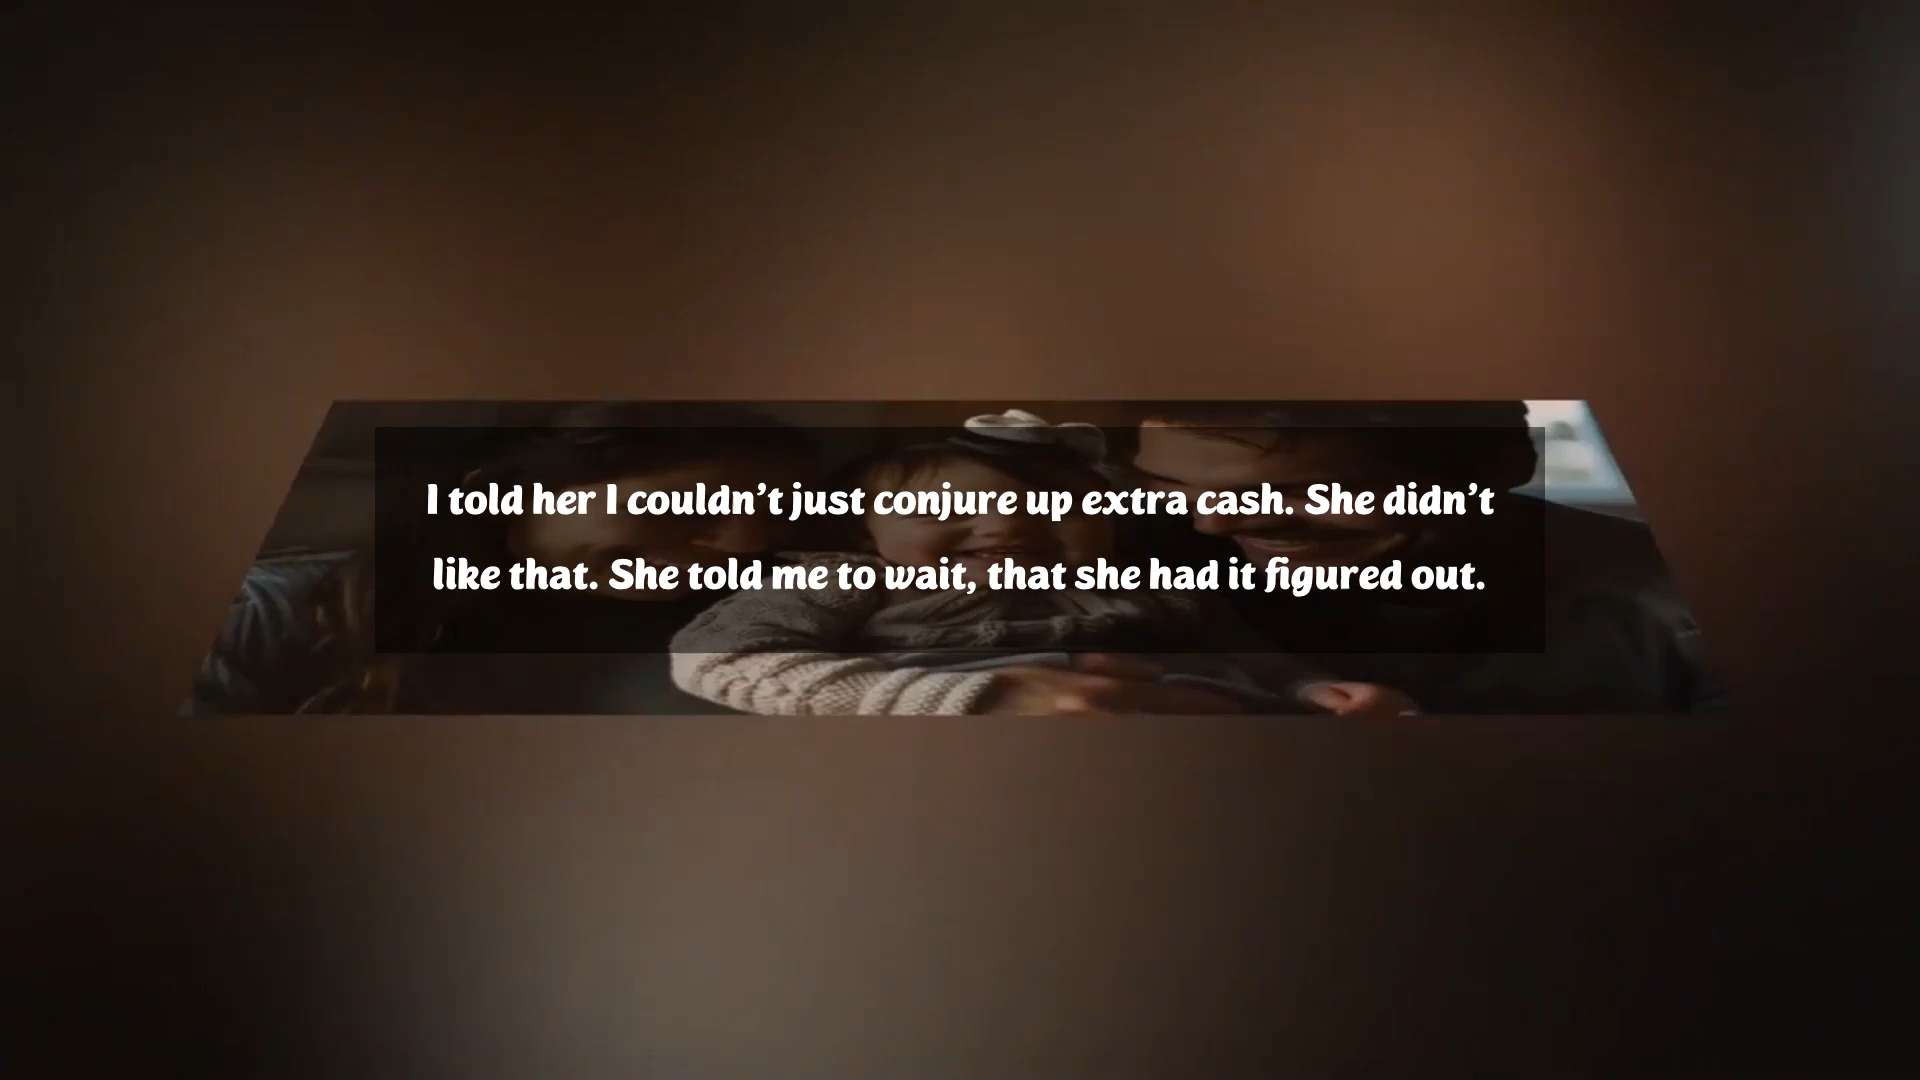 I told her I couldn’t just conjure up extra cash. She didn’t
like that. She told me to wait, that she had it figured out.